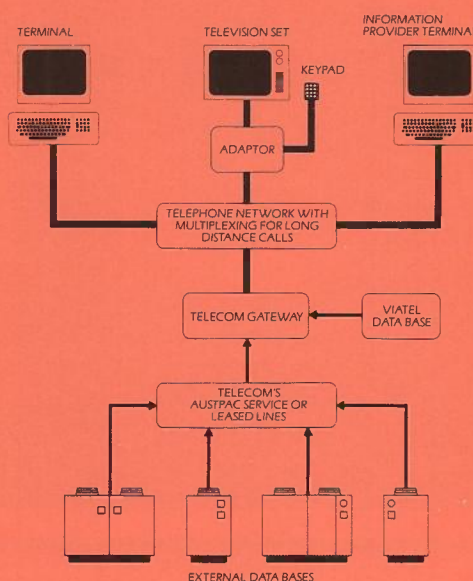 TERMINAL
TELEVISION SET
INFORMATION
PROVIDER TERMINA
KEYPAD
ADAPTOR
TELEPHONE NETWORK WITH
MULTIPLEXING FOR LONG
DISTANCE CALLS
TELECOM GATEWAY
VIATEL
DATA BASE
TELECOM'S
AUSTPAC SERVICE OR
LEASED LINES
EXTERNAL DATA BASES